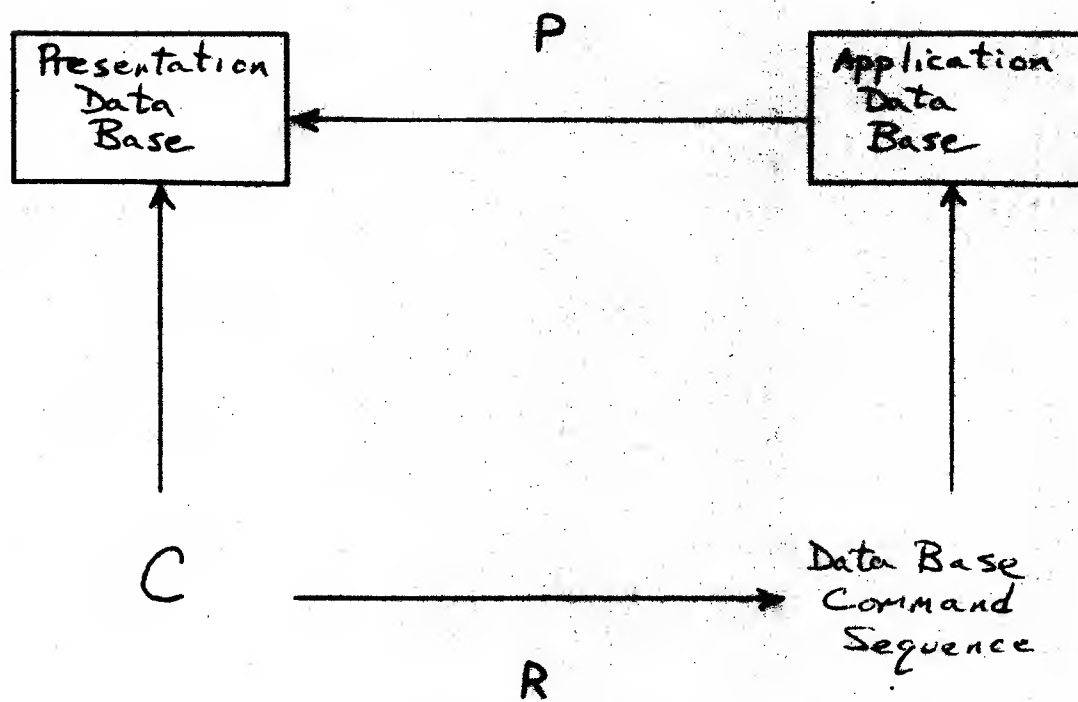 P
Presentation
Data
Base
Application
Data
Base
C
Data Base
Command
Sequence
R